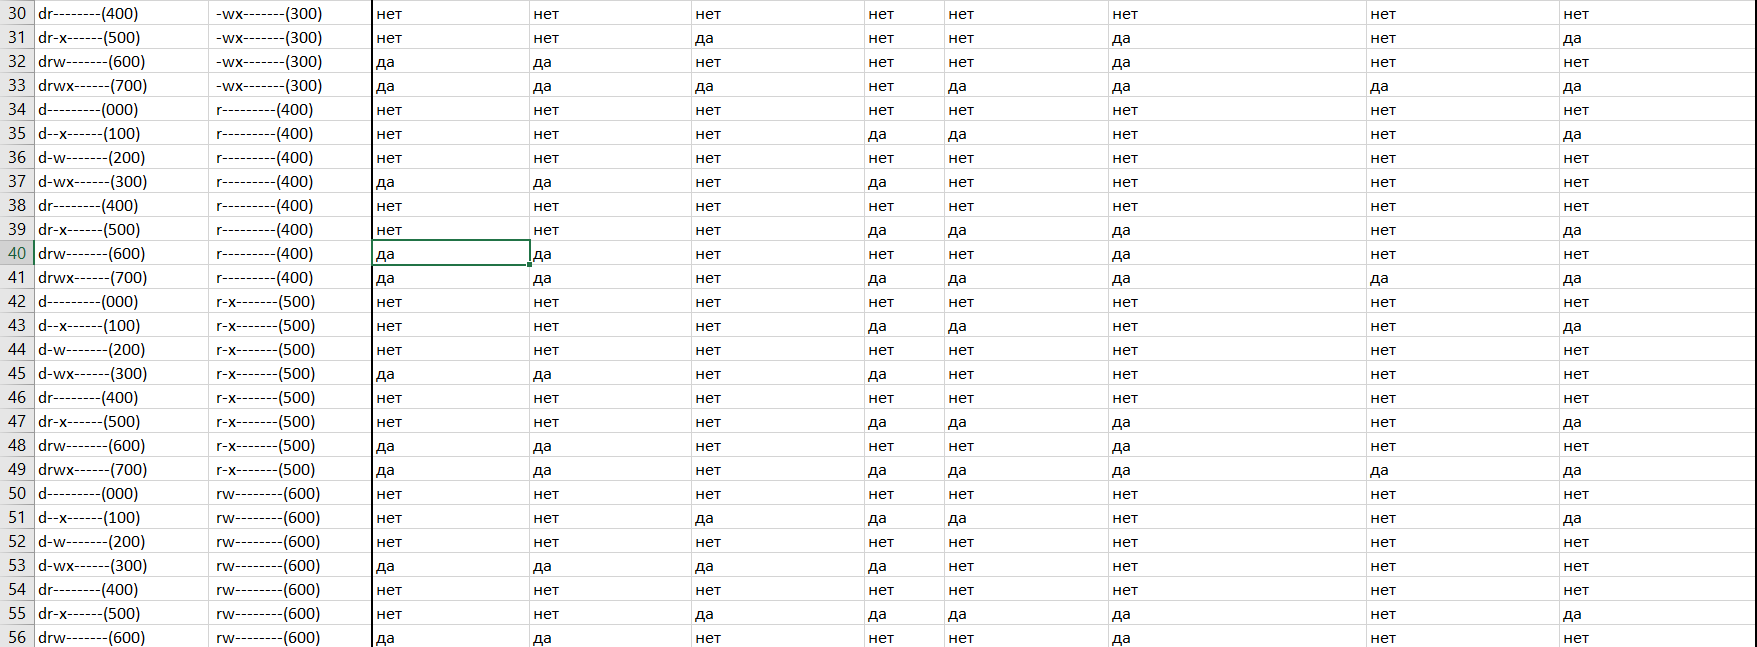 30 dr--------(400) -wx-------(300) нет нет нет нет нет нет нет нет
31 dr-x------(500) -wx-------(300) нет нет да нет нет да нет да
32 drw-------(600) -wx-------(300) да да нет нет нет да нет нет
33 drwx------(700) -wx-------(300) да да да нет да да да да
34 d---------(000) r---------(400) нет нет нет нет нет нет нет нет
35 d--x------(100) r---------(400) нет нет нет да да нет нет да
36 d-w-------(200) r---------(400) нет нет нет нет нет нет нет нет
37 d-wx------(300) r---------(400) да да нет да нет нет нет нет
38 dr--------(400) r---------(400) нет нет нет нет нет нет нет нет
39 dr-x------(500) r---------(400) нет нет нет да да да нет да
40 drw-------(600) r---------(400) да да нет нет нет да нет нет
41 drwx------(700) r---------(400) да да нет да да да да да
42 d---------(000) r-x-------(500) нет нет нет нет нет нет нет нет
43 d--x------(100) r-x-------(500) нет нет нет да да нет нет да
44 d-w-------(200) r-x-------(500) нет нет нет нет нет нет нет нет
45 d-wx------(300) r-x-------(500) да да нет да нет нет нет нет
46 dr--------(400) r-x-------(500) нет нет нет нет нет нет нет нет
47 dr-x------(500) r-x-------(500) нет нет нет да да да нет да
48 drw-------(600) r-x-------(500) да да нет нет нет да нет нет
49 drwx------(700) r-x-------(500) да да нет да да да да да
50 d---------(000) rw--------(600) нет нет нет нет нет нет нет нет
51 d--x------(100) rw--------(600) нет нет да да да нет нет да
52 d-w-------(200) rw--------(600) нет нет нет нет нет нет нет нет
53 d-wx------(300) rw--------(600) да да да да нет нет нет нет
54 dr--------(400) rw--------(600) нет нет нет нет нет нет нет нет
55 dr-x------(500) rw--------(600) нет нет да да да да нет да
56 drw-------(600) rw--------(600) да да нет нет нет да нет нет